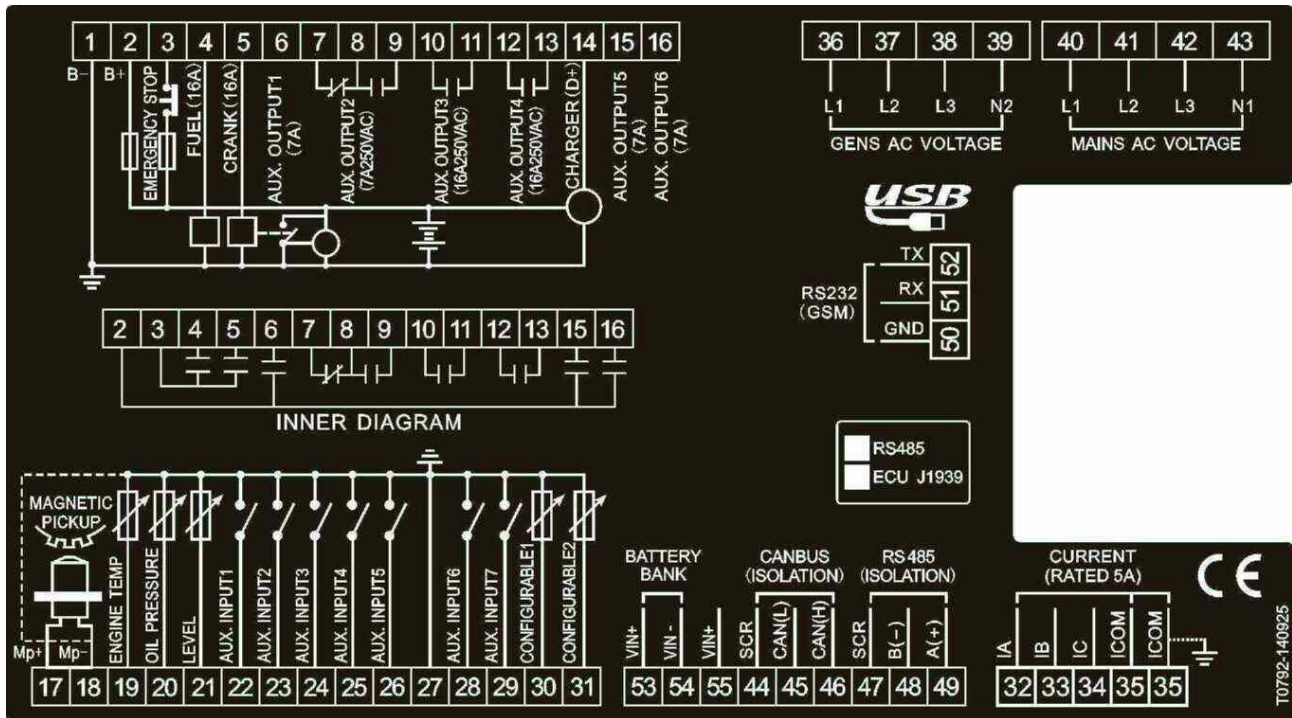 1 2 3 4 5 6 7 8 9 10 11 12 13 14 15 16
B-
B+
EMERGENCY STOP
FUEL (16A)
CRANK (16A)
AUX. OUTPUT1
(7A)
AUX. OUTPUT2
(7A250VAC)
AUX. OUTPUT3
(16A250VAC)
AUX. OUTPUT4
(16A250VAC)
CHARGER (D+)
AUX. OUTPUT5
(7A)
AUX. OUTPUT6
(7A)
36 37 38 39
L1 L2 L3 N2
GENS AC VOLTAGE
40 41 42 43
L1 L2 L3 N1
MAINS AC VOLTAGE
USB
RS232
(GSM)
TX 52
RX 51
GND 50
2 3 4 5 6 7 8 9 10 11 12 13 15 16
INNER DIAGRAM
RS485
ECU J1939
MAGNETIC
PICKUP
Mp+ Mp-
ENGINE TEMP
OIL PRESSURE
LEVEL
AUX. INPUT1
AUX. INPUT2
AUX. INPUT3
AUX. INPUT4
AUX. INPUT5
AUX. INPUT6
AUX. INPUT7
CONFIGURABLE1
CONFIGURABLE2
17 18 19 20 21 22 23 24 25 26 27 28 29 30 31
BATTERY
BANK
CANBUS
(ISOLATION)
RS485
(ISOLATION)
VIN+
VIN-
VIN+
SCR
CAN(L)
CAN(H)
SCR
B(-)
A(+)
53 54 55 44 45 46 47 48 49
CURRENT
(RATED 5A)
IA
IB
IC
ICOM
ICOM
32 33 34 35 35
CE
T0792-140925